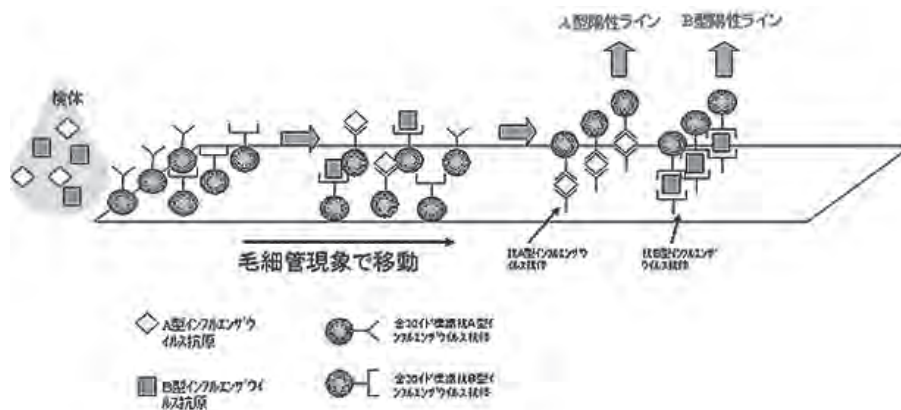 A型陽性ライン B型陽性ライン
検体
抗A型インフルエンザウ
イルス抗体
抗B型インフルエンザ
ウイルス抗体
毛細管現象で移動
A型インフルエンザウ
イルス抗原
金コロイド標識抗A型イ
ンフルエンザウイルス抗体
B型インフルエンザウイ
ルス抗原
金コロイド標識抗B型イ
ンフルエンザウイルス抗体